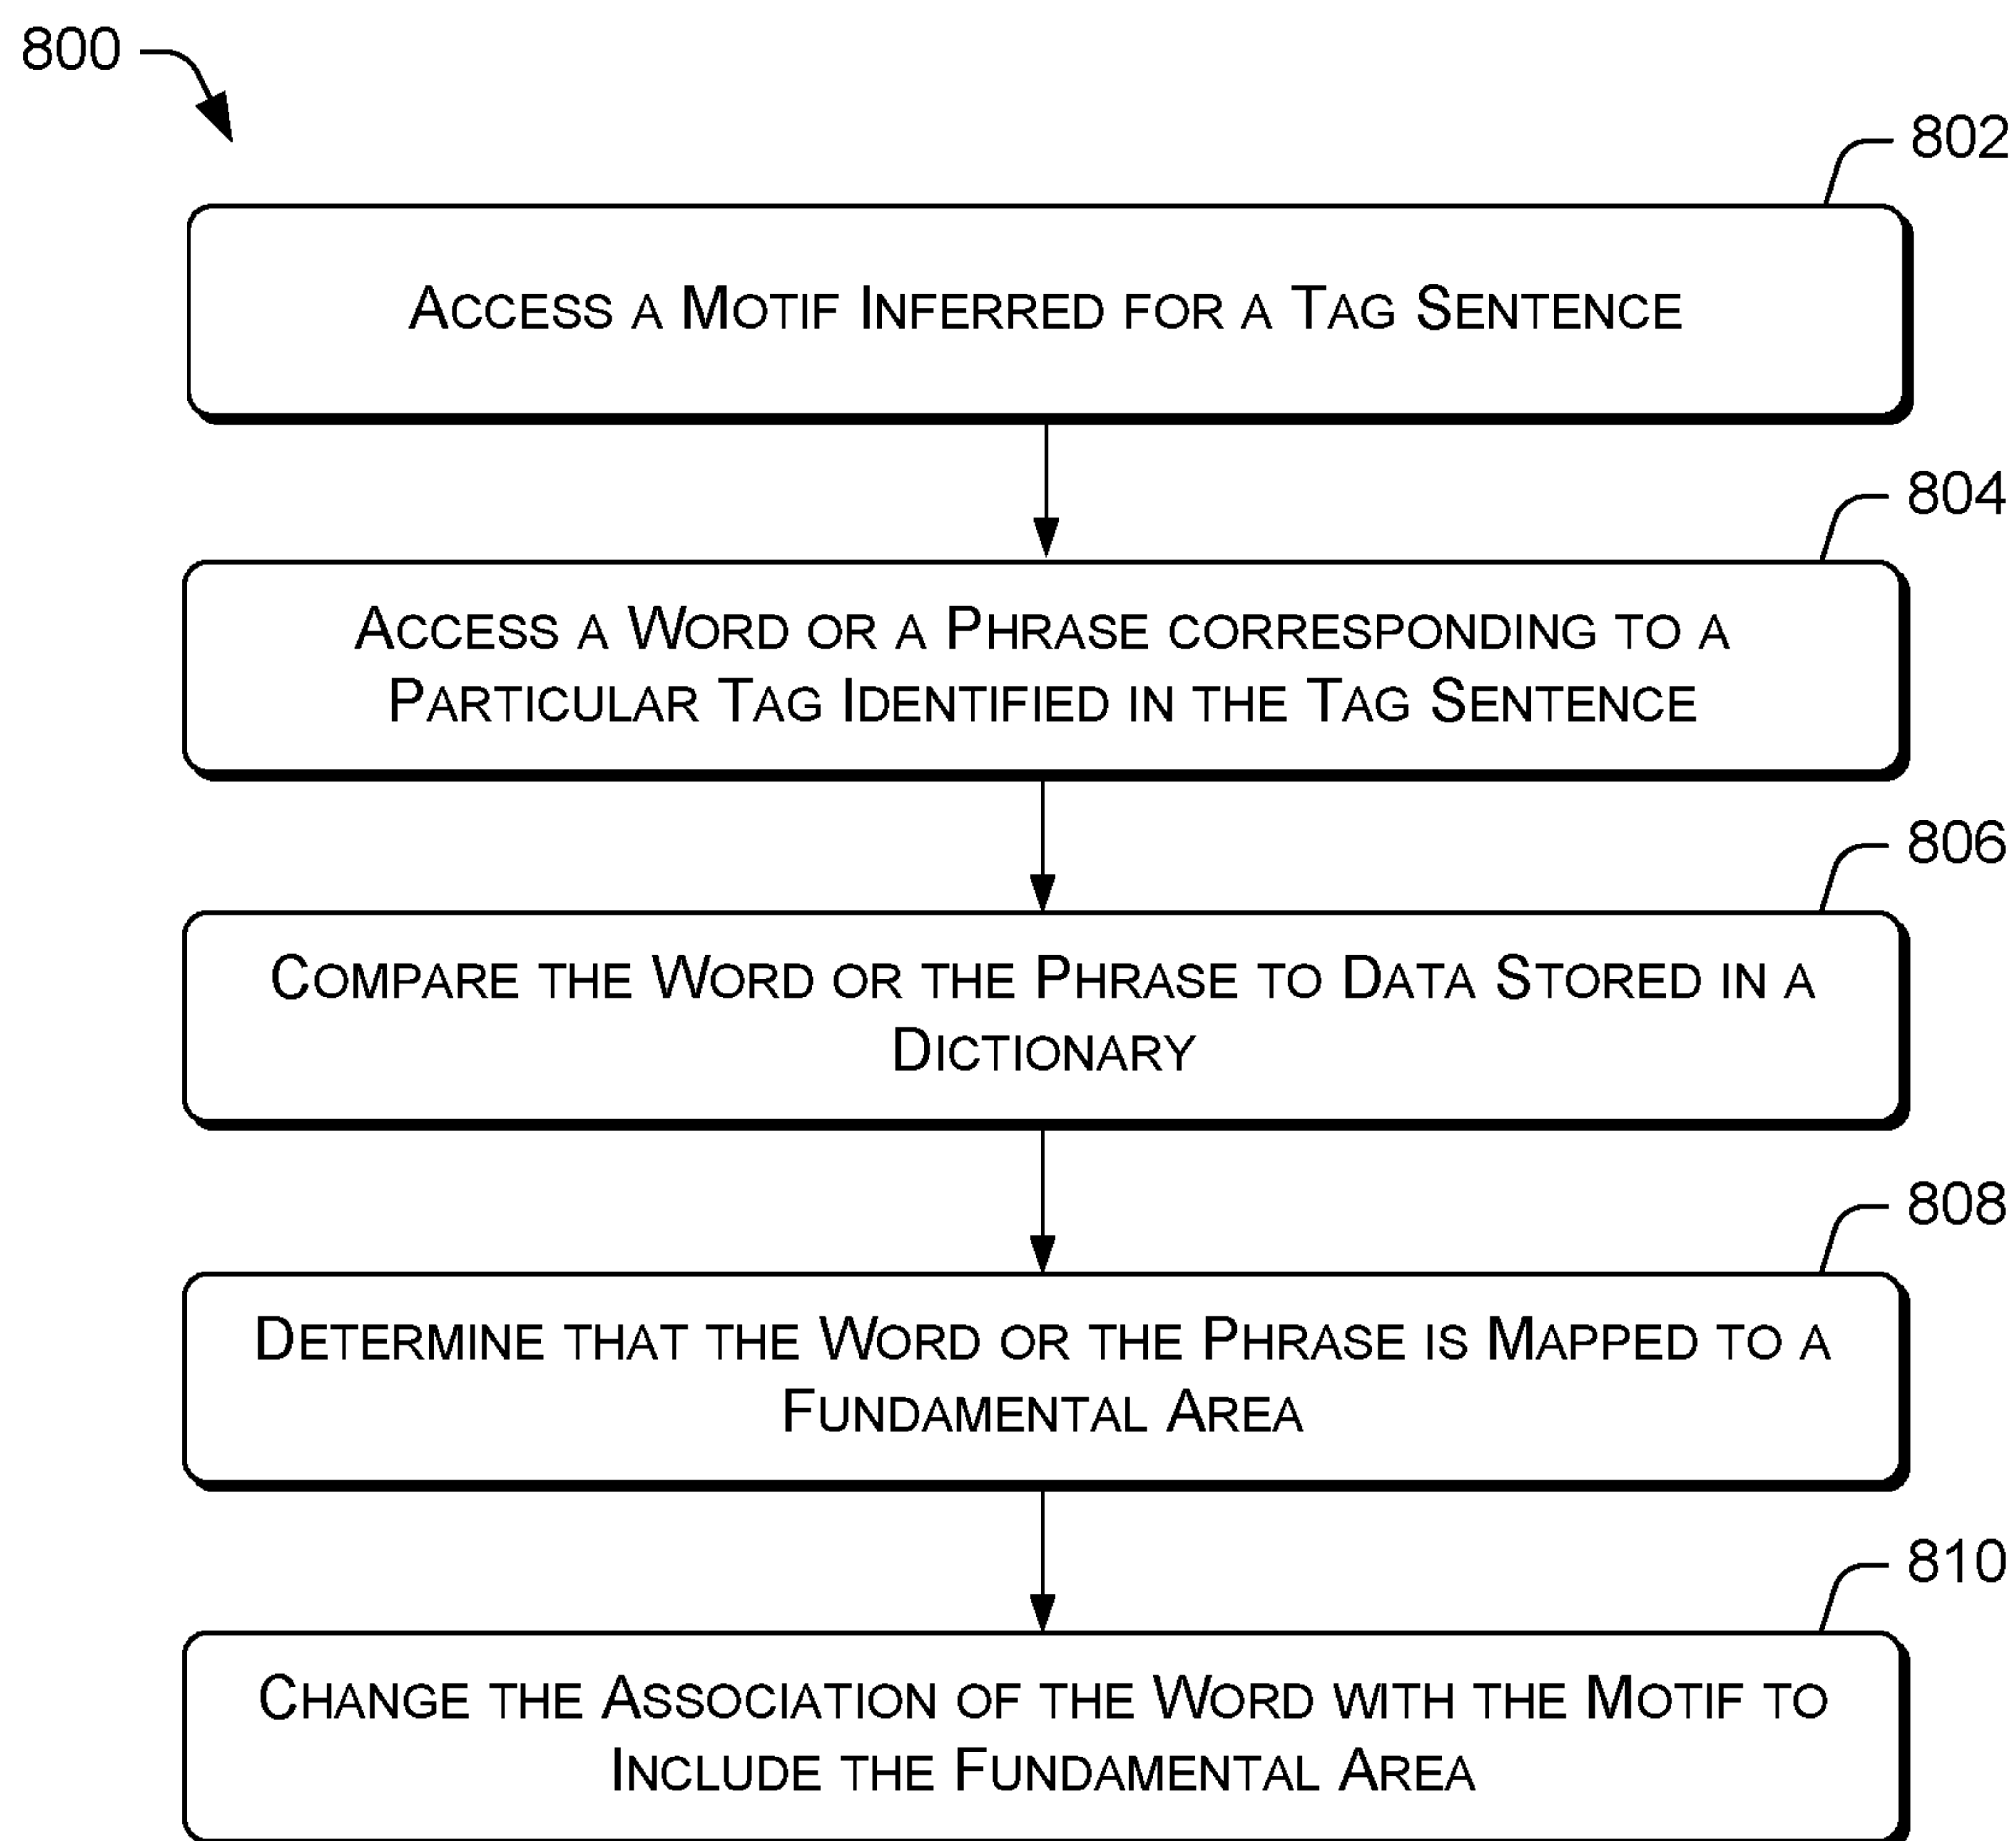 800
802
ACCESS A MOTIF INFERRED FOR A TAG SENTENCE
804
ACCESS A WORD OR A PHRASE CORRESPONDING TO A
PARTICULAR TAG IDENTIFIED IN THE TAG SENTENCE
806
COMPARE THE WORD OR THE PHRASE TO DATA STORED IN A
DICTIONARY
808
DETERMINE THAT THE WORD OR THE PHRASE IS MAPPED TO A
FUNDAMENTAL AREA
810
CHANGE THE ASSOCIATION OF THE WORD WITH THE MOTIF TO
INCLUDE THE FUNDAMENTAL AREA